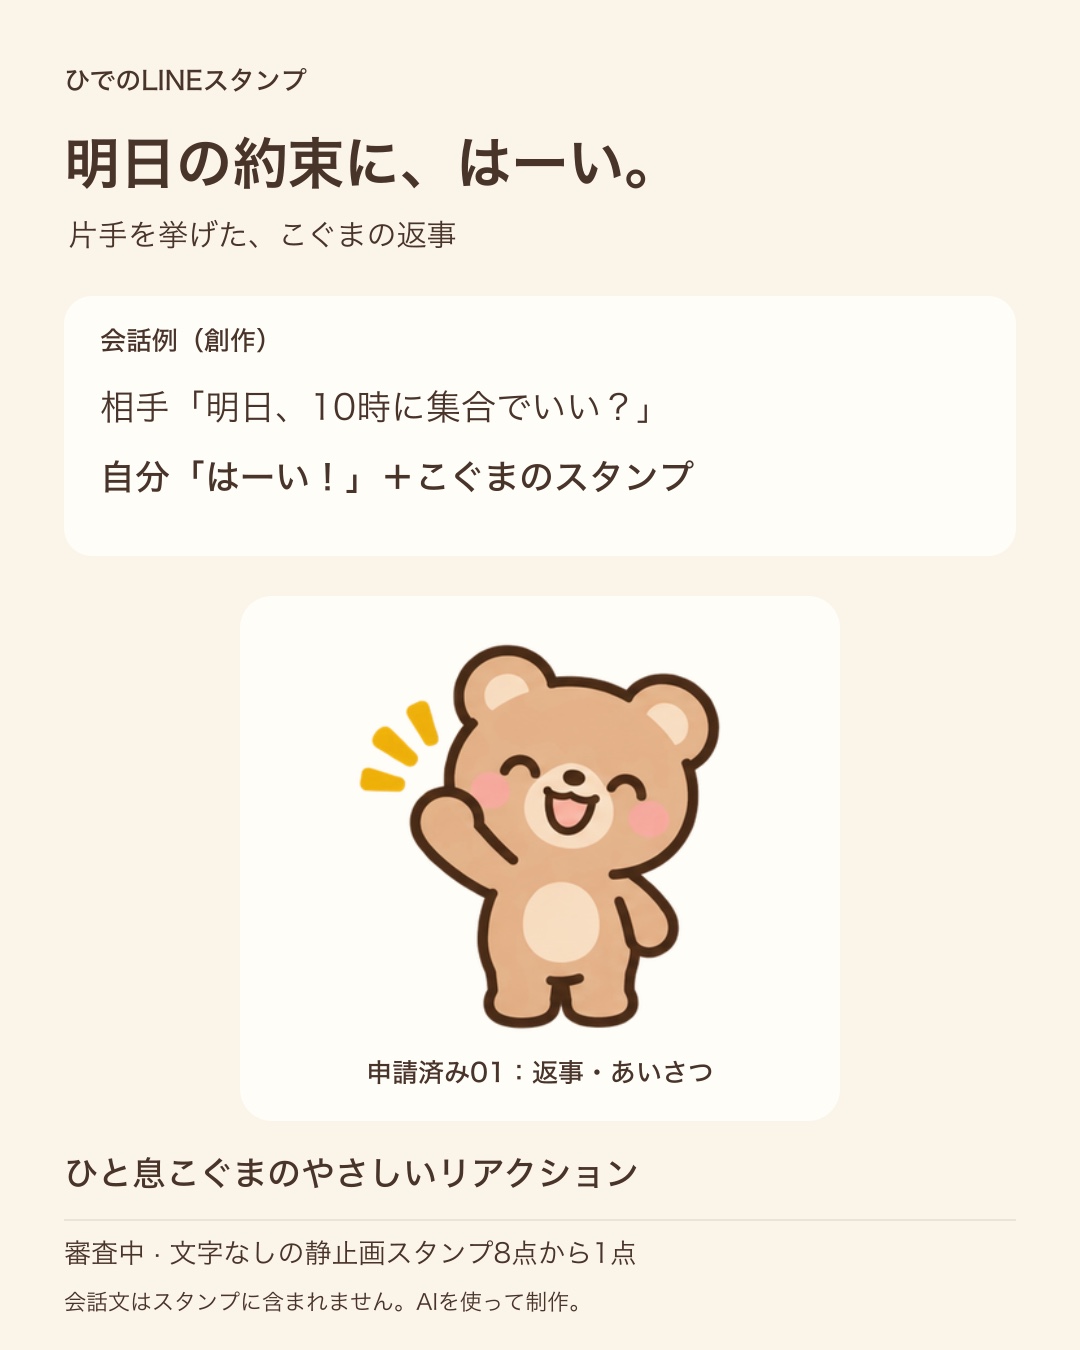 ひでのLINEスタンプ
明日の約束に、はーい。
片手を挙げた、こぐまの返事
会話例（創作）
相手「明日、10時に集合でいい？」
自分「はーい！」＋こぐまのスタンプ
申請済み01：返事・あいさつ
ひと息こぐまのやさしいリアクション
審査中 · 文字なしの静止画スタンプ8点から1点
会話文はスタンプに含まれません。AIを使って制作。